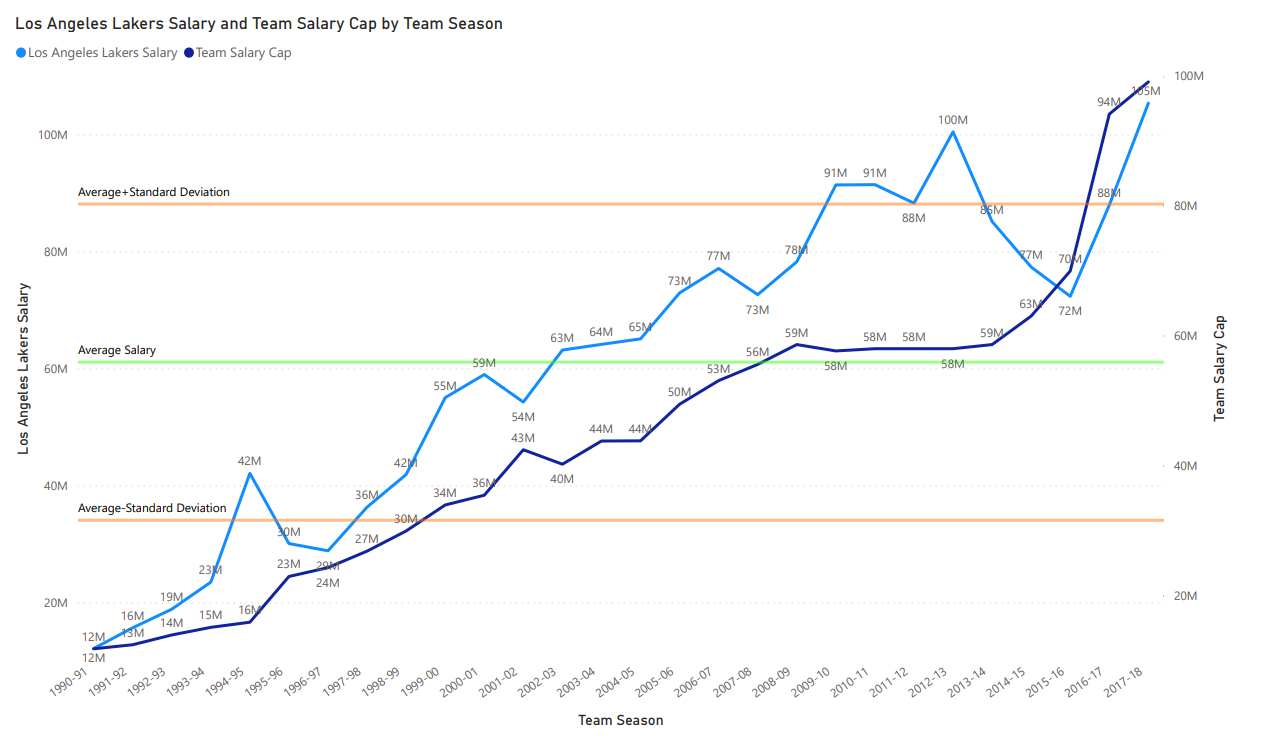 Los Angeles Lakers Salary and Team Salary Cap by Team Season
Los Angeles Lakers Salary Team Salary Cap
Los Angeles Lakers Salary
100M
80M
60M
40M
20M
Average+Standard Deviation
Average Salary
Average-Standard Deviation
12M
16M
19M
23M
42M
30M
29M
36M
42M
55M
59M
54M
63M
64M
65M
73M
77M
73M
78M
91M
91M
88M
100M
85M
77M
72M
88M
105M
12M
13M
14M
15M
16M
23M
24M
27M
30M
34M
36M
43M
40M
44M
44M
50M
53M
56M
59M
58M
58M
58M
58M
59M
63M
70M
94M
100M
80M
60M
40M
20M
Team Salary Cap
1990-91
1991-92
1992-93
1993-94
1994-95
1995-96
1996-97
1997-98
1998-99
1999-00
2000-01
2001-02
2002-03
2003-04
2004-05
2005-06
2006-07
2007-08
2008-09
2009-10
2010-11
2011-12
2012-13
2013-14
2014-15
2015-16
2016-17
2017-18
Team Season